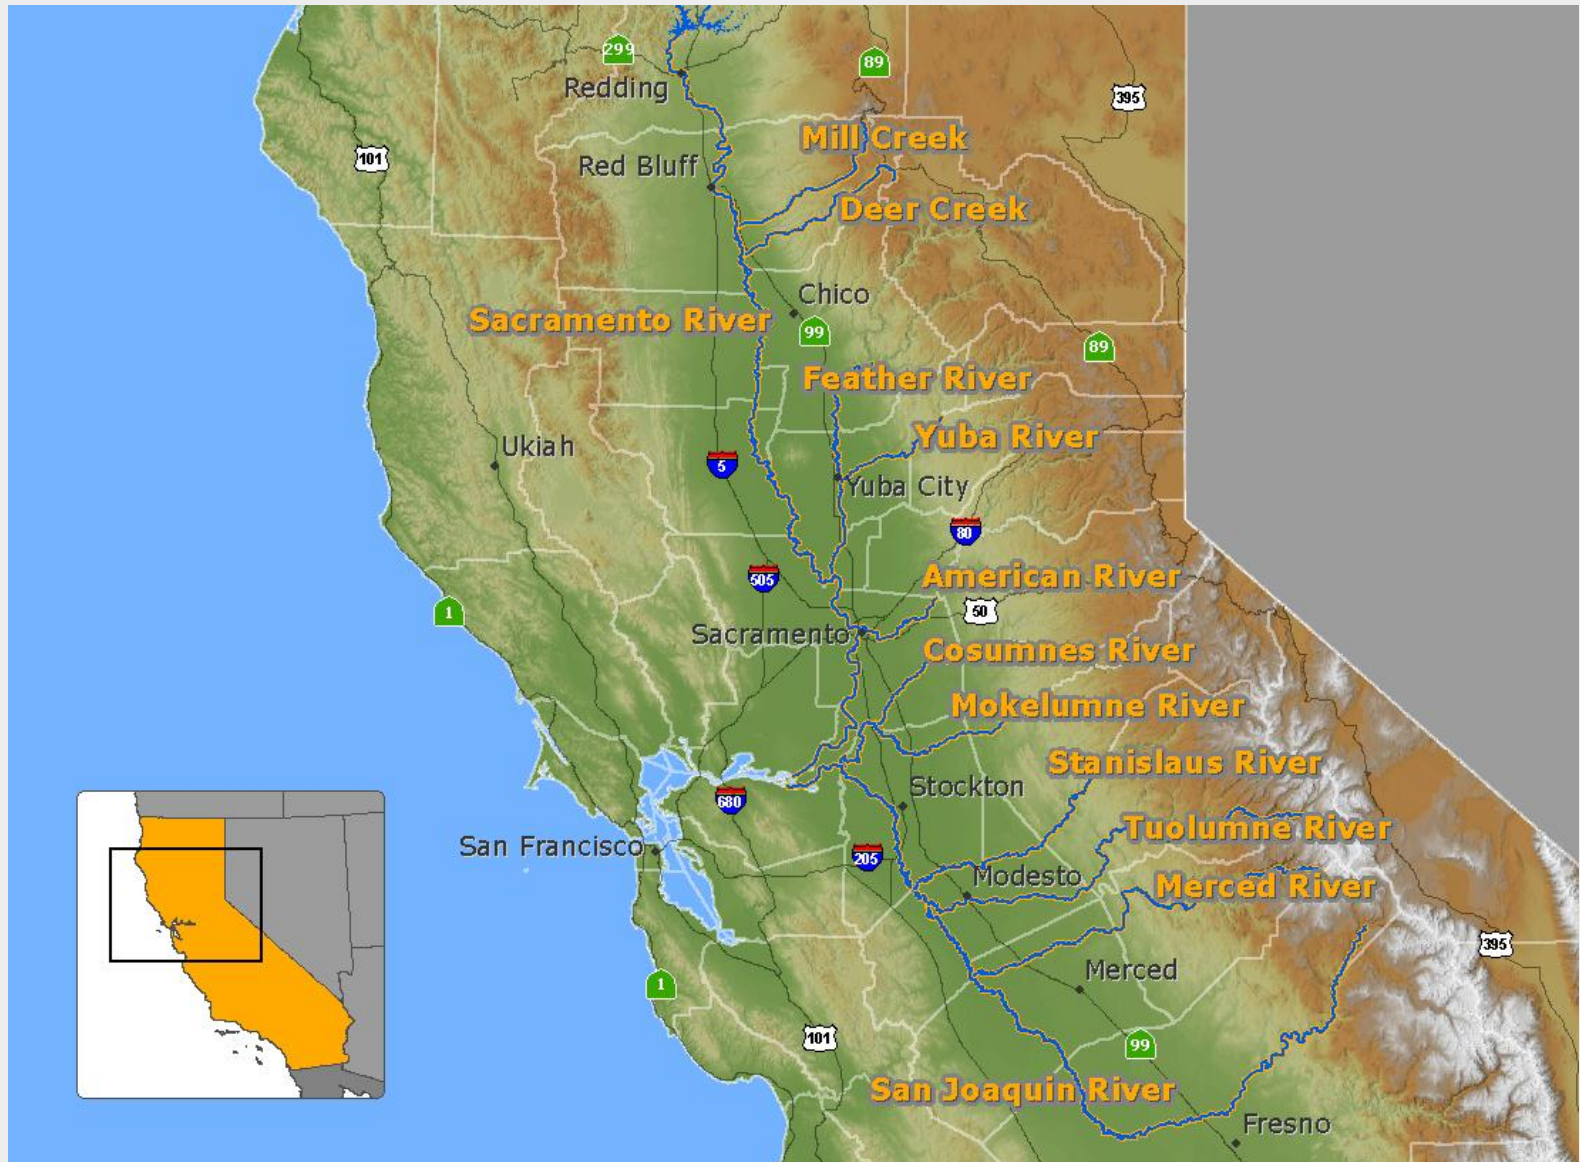 299
89
Redding
395
Mill Creek
101
Red Bluff
Deer Creek
Chico
Sacramento River
99
89
Feather River
Yuba River
Ukiah
5
Yuba City
80
505
American River
1
50
Sacramento
Cosumnes River
Mokelumne River
Stanislaus River
Stockton
680
Tuolumne River
San Francisco
205
Modesto
Merced River
395
Merced
1
101
99
San Joaquin River
Fresno